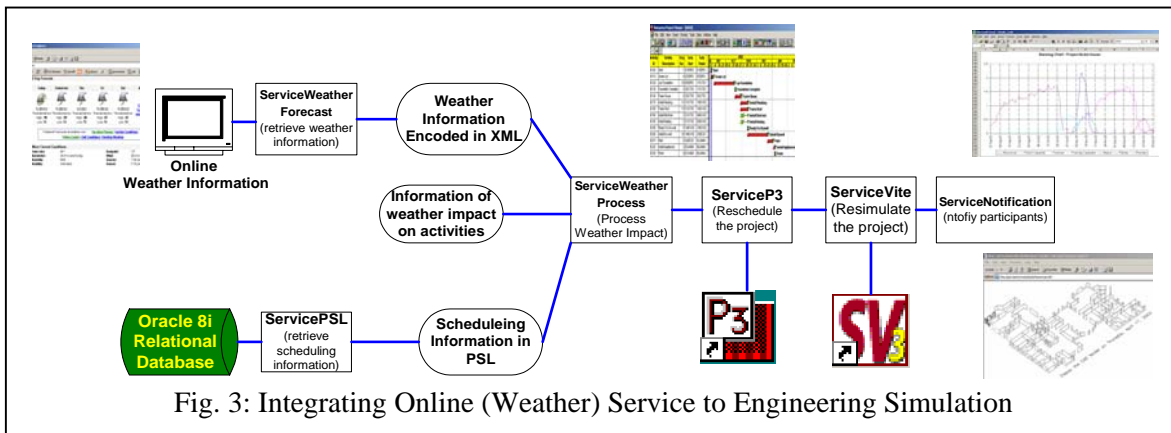 ServiceWeather
Forecast
(retrieve weather
information)
Weather
Information
Encoded in XML
Online
Weather Information
Information of
weather impact
on activities
ServiceWeather
Process
(Process
Weather Impact)
ServiceP3
(Reschedule
the project)
ServiceVite
(Resimulate
the project)
ServiceNotification
(ntofiy participants)
Oracle 8i
Relational
Database
ServicePSL
(retrieve
scheduling
information)
Scheduleing
Information in
PSL
P3
SV3
Fig. 3: Integrating Online (Weather) Service to Engineering Simulation